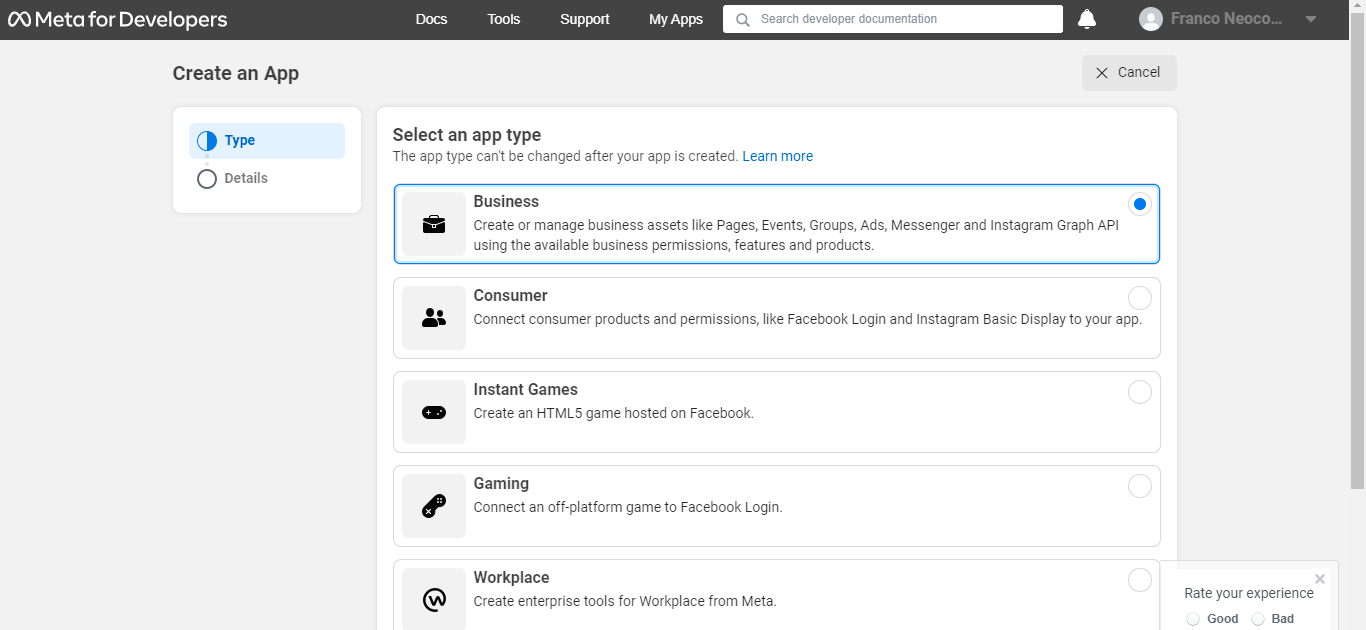 Meta for Developers
Docs
Tools
Support
My Apps
Search developer documentation
Franco Neoco...
Create an App
Cancel
Type
Details
Select an app type
The app type can't be changed after your app is created. Learn more
Business
Create or manage business assets like Pages, Events, Groups, Ads, Messenger and Instagram Graph API
using the available business permissions, features and products.
Consumer
Connect consumer products and permissions, like Facebook Login and Instagram Basic Display to your app.
Instant Games
Create an HTML5 game hosted on Facebook.
Gaming
Connect an off-platform game to Facebook Login.
Workplace
Create enterprise tools for Workplace from Meta.
Rate your experience
Good
Bad